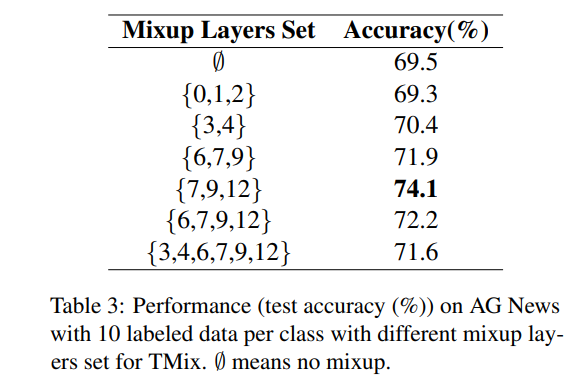 Mixup Layers Set Accuracy(%)
∅ 69.5
{0,1,2} 69.3
{3,4} 70.4
{6,7,9} 71.9
{7,9,12} 74.1
{6,7,9,12} 72.2
{3,4,6,7,9,12} 71.6
Table 3: Performance (test accuracy (%)) on AG News
with 10 labeled data per class with different mixup lay-
ers set for TMix. ∅ means no mixup.